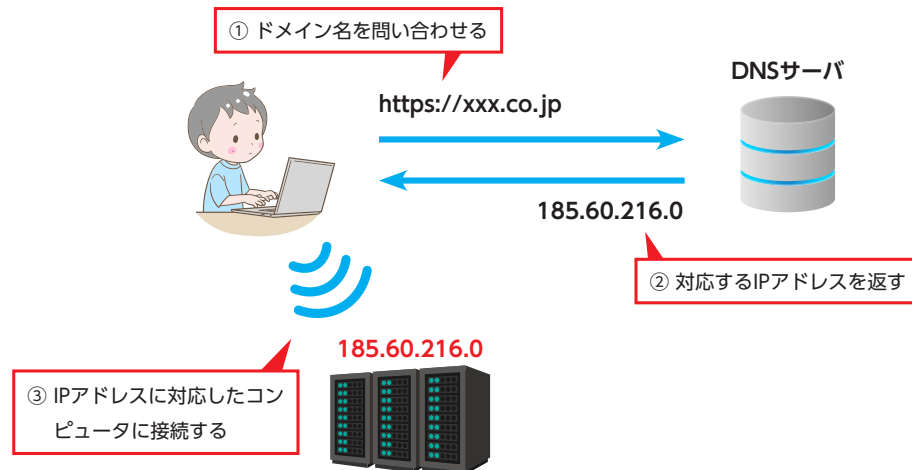 ① ドメイン名を問い合わせる
DNSサーバ
https://xxx.co.jp
185.60.216.0
② 対応するIPアドレスを返す
185.60.216.0
③ IPアドレスに対応したコン
ピュータに接続する